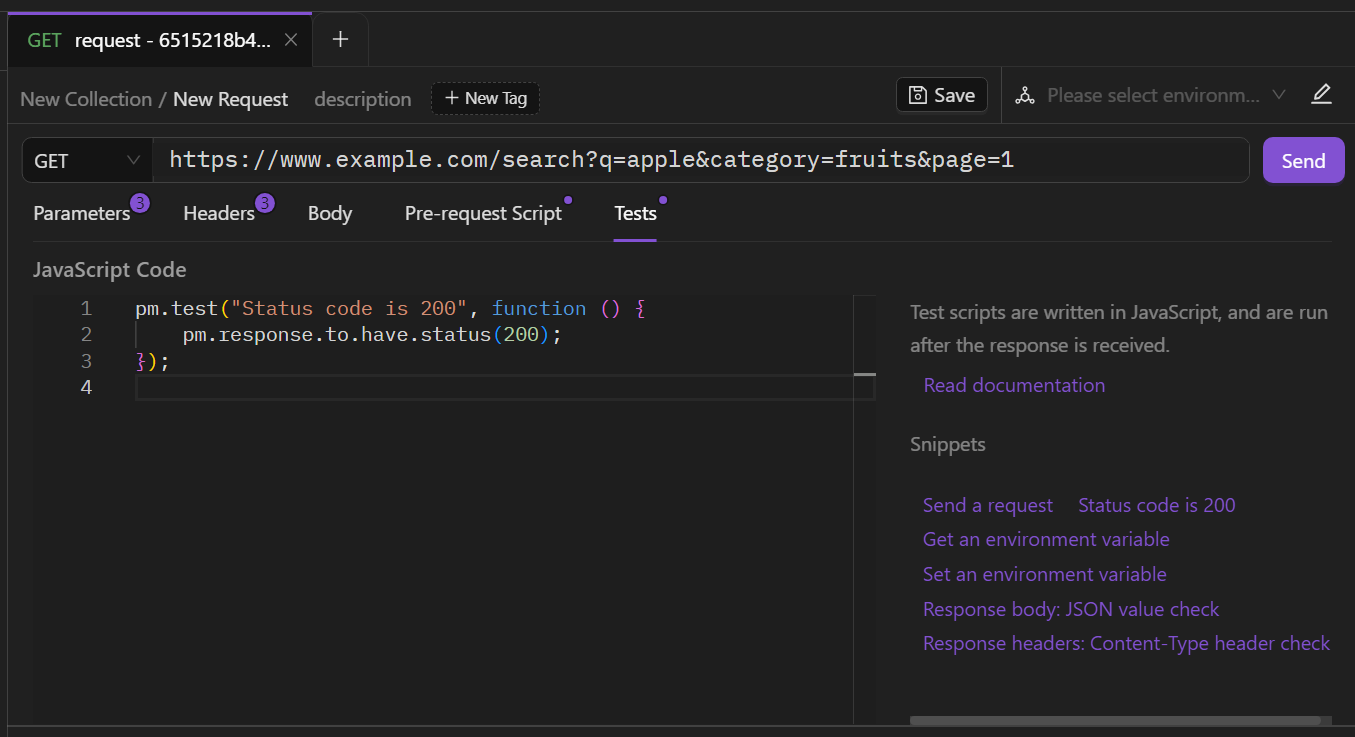 GET request - 6515218b4...
New Collection / New Request description + New Tag Save Please select environm...
GET https://www.example.com/search?q=apple&category=fruits&page=1 Send
Parameters 3 Headers 3 Body Pre-request Script Tests
JavaScript Code
1 pm.test("Status code is 200", function () {
2 pm.response.to.have.status(200);
3 });
4
Test scripts are written in JavaScript, and are run
after the response is received.
Read documentation
Snippets
Send a request Status code is 200
Get an environment variable
Set an environment variable
Response body: JSON value check
Response headers: Content-Type header check